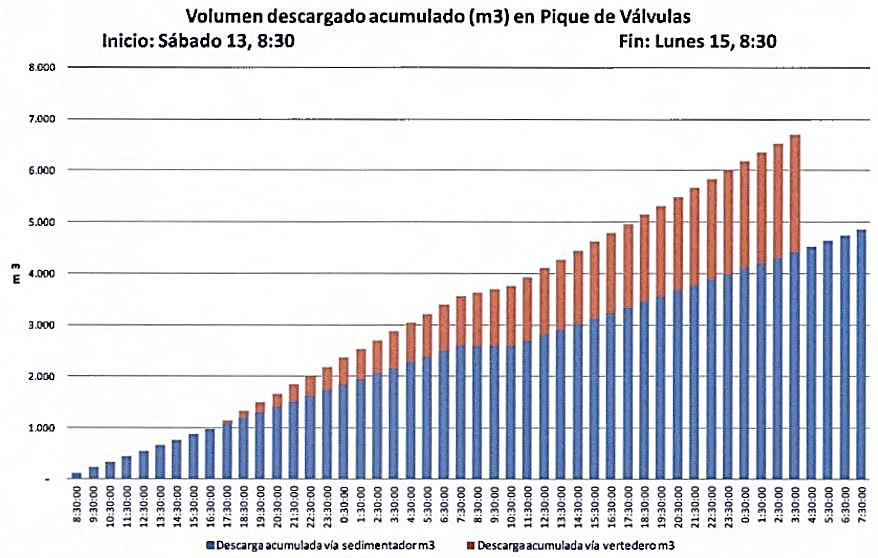 Volumen descargado acumulado (m3) en Pique de Válvulas
Inicio: Sábado 13, 8:30 Fin: Lunes 15, 8:30
8.000
7.000
6.000
5.000
4.000
3.000
2.000
1.000
-
m 3
8:30:00 9:30:00 10:30:00 11:30:00 12:30:00 13:30:00 14:30:00 15:30:00 16:30:00 17:30:00 18:30:00 19:30:00 20:30:00 21:30:00 22:30:00 23:30:00 0:30:00 1:30:00 2:30:00 3:30:00 4:30:00 5:30:00 6:30:00 7:30:00 8:30:00 9:30:00 10:30:00 11:30:00 12:30:00 13:30:00 14:30:00 15:30:00 16:30:00 17:30:00 18:30:00 19:30:00 20:30:00 21:30:00 22:30:00 23:30:00 0:30:00 1:30:00 2:30:00 3:30:00 4:30:00 5:30:00 6:30:00 7:30:00
Descarga acumulada vía sedimentador m3 Descarga acumulada vía vertedero m3